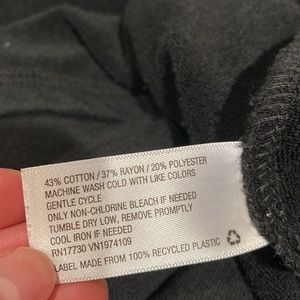 43% COTTON / 37% RAYON / 20% POLYESTER
MACHINE WASH COLD WITH LIKE COLORS
GENTLE CYCLE
ONLY NON-CHLORINE BLEACH IF NEEDED
TUMBLE DRY LOW, REMOVE PROMPTLY
COOL IRON IF NEEDED
RN17730 VN1974109
LABEL MADE FROM 100% RECYCLED PLASTIC